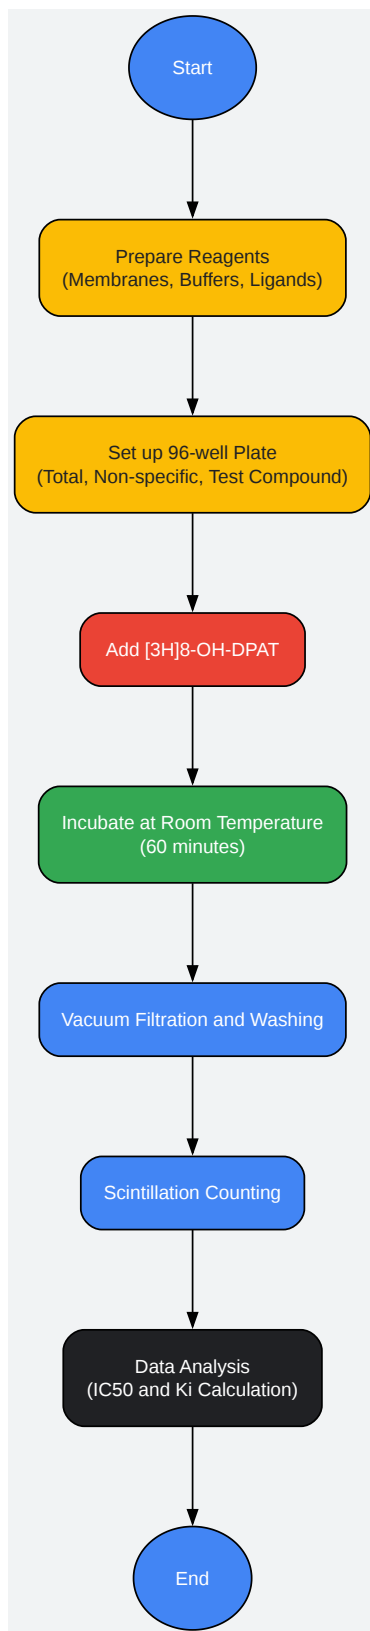 Start
Prepare Reagents
(Membranes, Buffers, Ligands)
Set up 96-well Plate
(Total, Non-specific, Test Compound)
Add [3H]8-OH-DPAT
Incubate at Room Temperature
(60 minutes)
Vacuum Filtration and Washing
Scintillation Counting
Data Analysis
(IC50 and Ki Calculation)
End